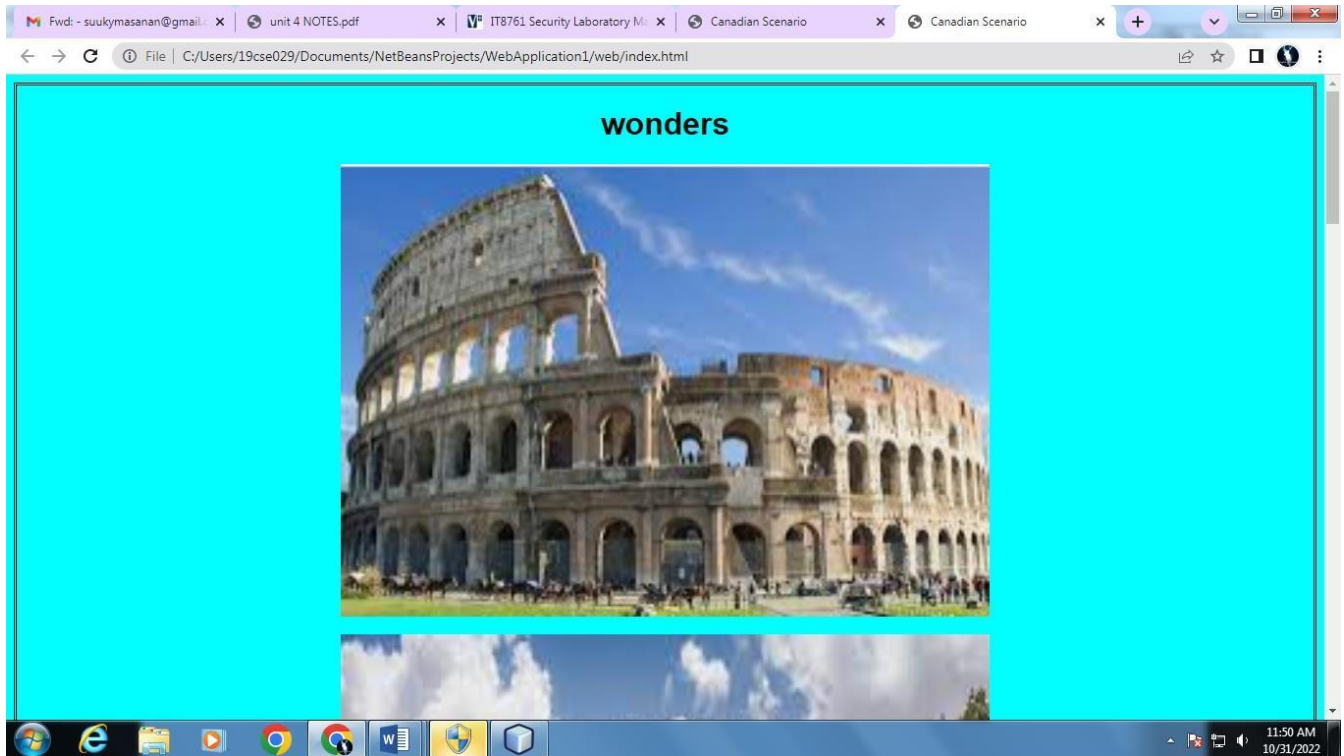 Fwd: - suukymasanan@gmail.c
unit 4 NOTES.pdf
IT8761 Security Laboratory Ma
Canadian Scenario
Canadian Scenario
File | C:/Users/19cse029/Documents/NetBeansProjects/WebApplication1/web/index.html
wonders
11:50 AM
10/31/2022